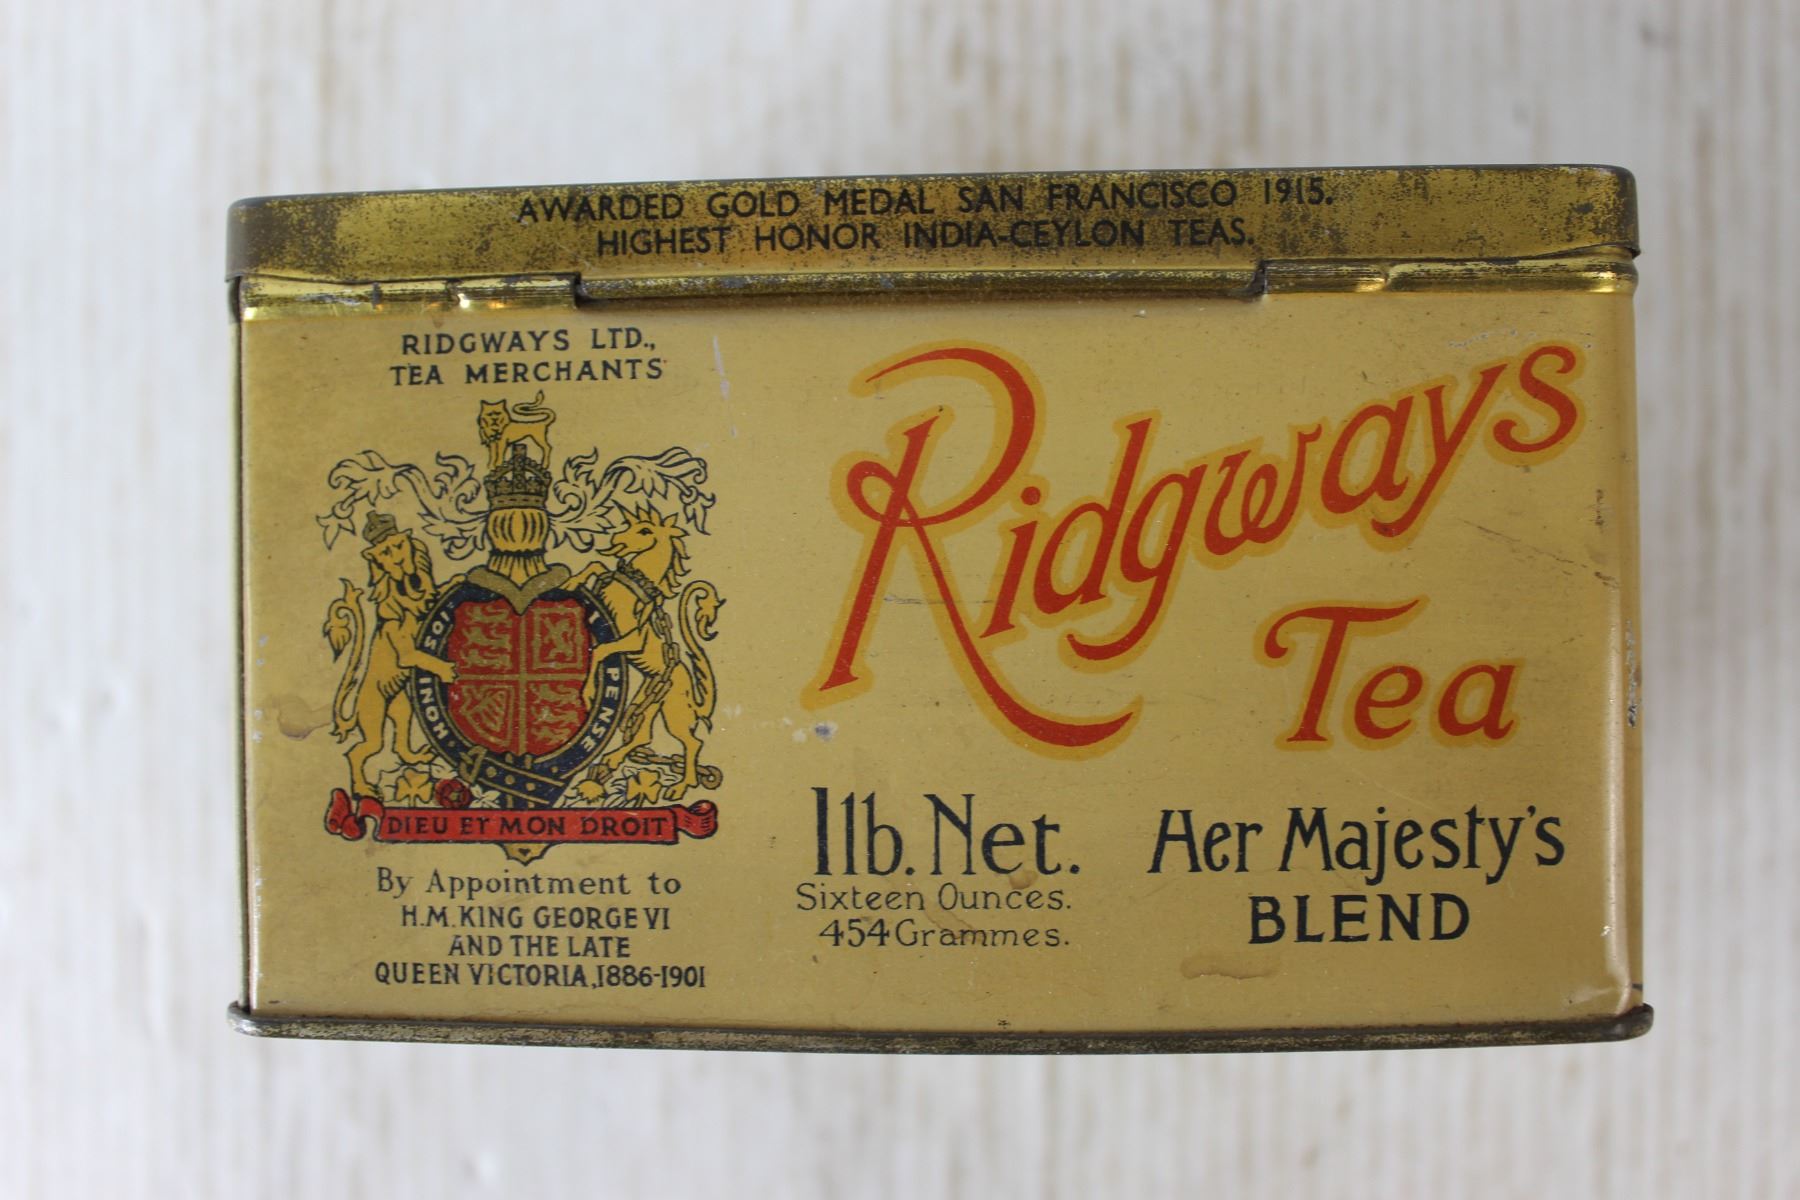 AWARDED GOLD MEDAL SAN FRANCISCO 1915.
HIGHEST HONOR INDIA-CEYLON TEAS.
RIDGWAYS LTD.,
TEA MERCHANTS
HONI SOI I PENSE
DIEU ET MON DROIT
By Appointment to
H.M. KING GEORGE VI
AND THE LATE
QUEEN VICTORIA, 1886-1901
Ridgways
Tea
1lb. Net.
Sixteen Ounces.
454 Grammes.
Her Majesty's
BLEND